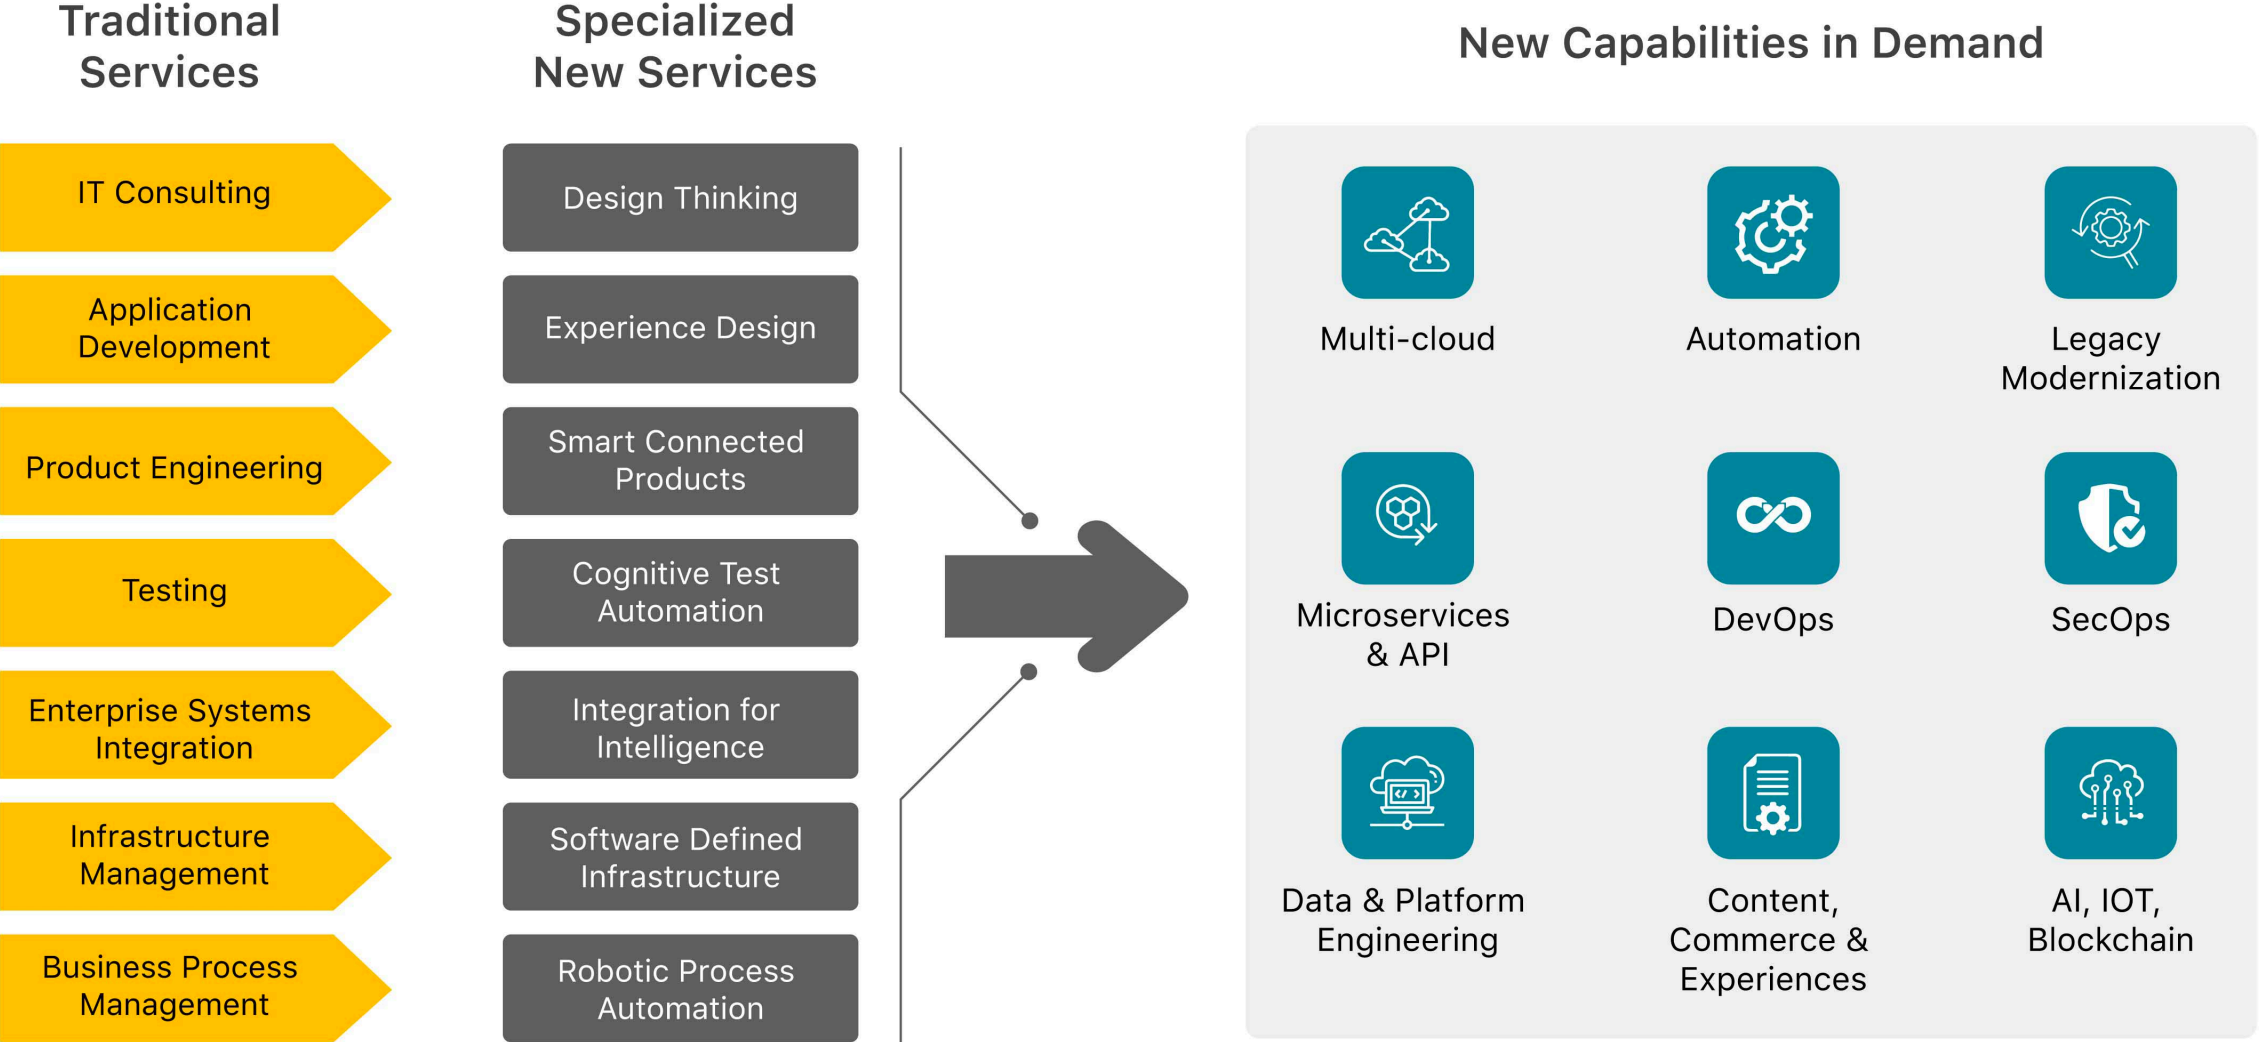 Traditional
Services
Specialized
New Services
New Capabilities in Demand
IT Consulting
Application
Development
Product Engineering
Testing
Enterprise Systems
Integration
Infrastructure
Management
Business Process
Management
Design Thinking
Experience Design
Smart Connected
Products
Cognitive Test
Automation
Integration for
Intelligence
Software Defined
Infrastructure
Robotic Process
Automation
Multi-cloud
Automation
Legacy
Modernization
Microservices
& API
DevOps
SecOps
Data & Platform
Engineering
Content,
Commerce &
Experiences
AI, IOT,
Blockchain